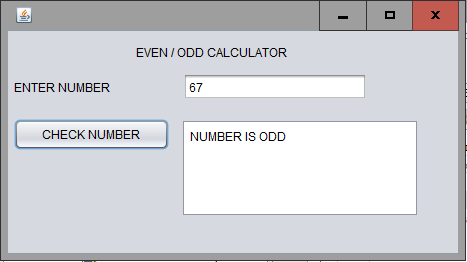 EVEN / ODD CALCULATOR
ENTER NUMBER 67
CHECK NUMBER
NUMBER IS ODD